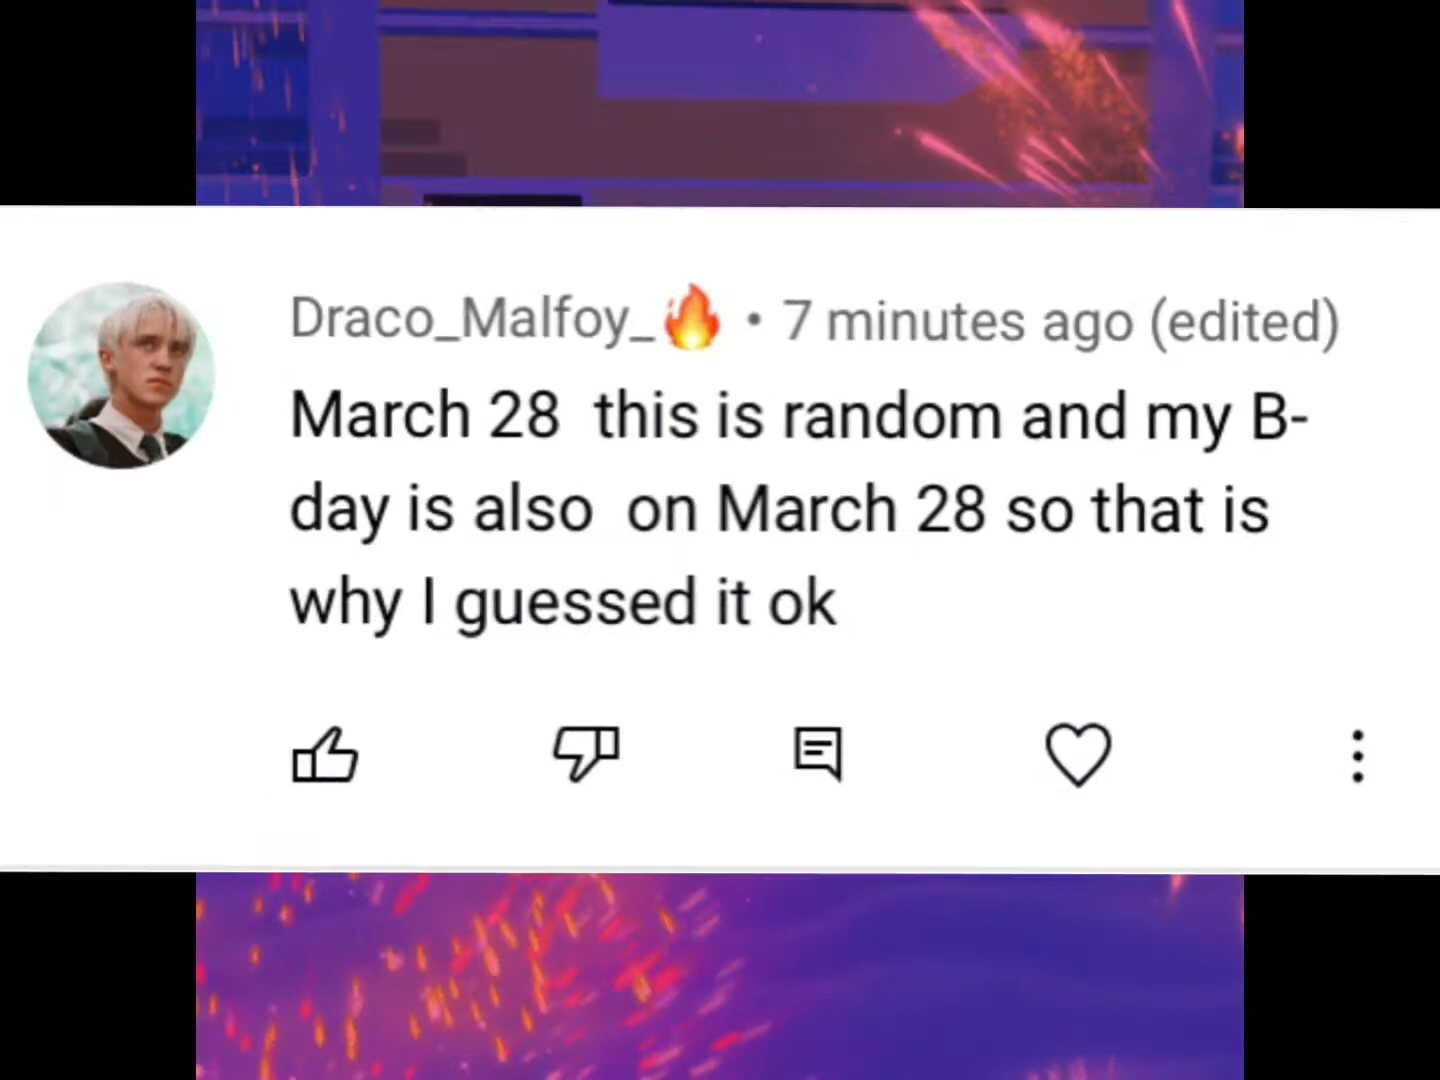 Draco_Malfoy_🔥 • 7 minutes ago (edited)
March 28  this is random and my B-
day is also  on March 28 so that is
why I guessed it ok